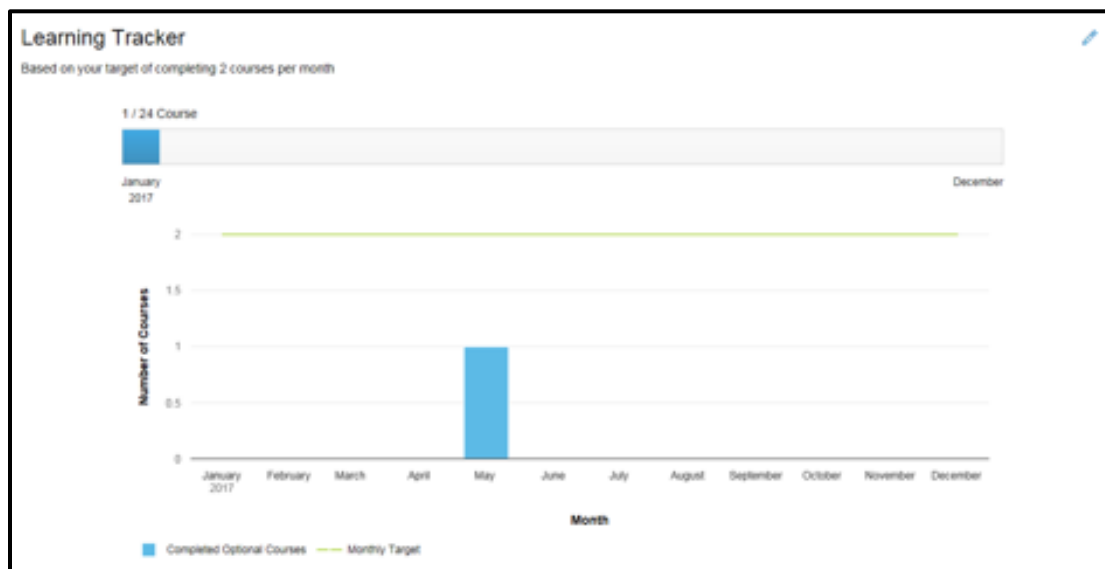 Learning Tracker
Based on your target of completing 2 courses per month
1 / 24 Course
January
2017
December
2
1.5
1
0.5
0
Number of Courses
January
2017
February
March
April
May
June
July
August
September
October
November
December
Month
Completed Optional Courses
Monthly Target